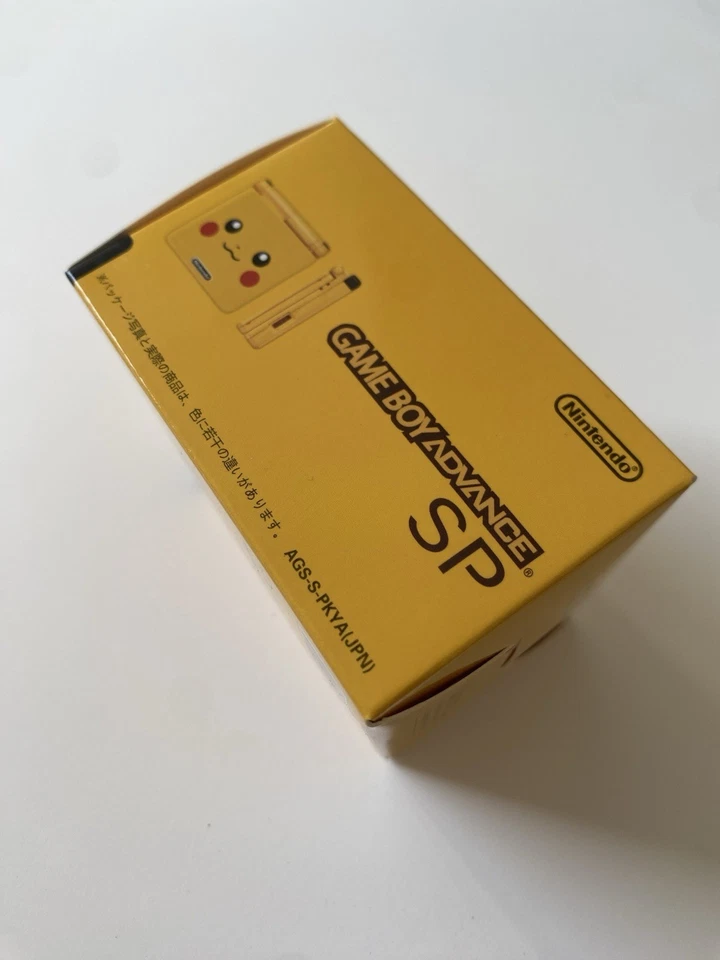 Nintendo
GAME BOY ADVANCE
SP®
※パッケージ写真と実際の商品は、色に若干の違いがあります。 AGS-S-PKYA(JPN)